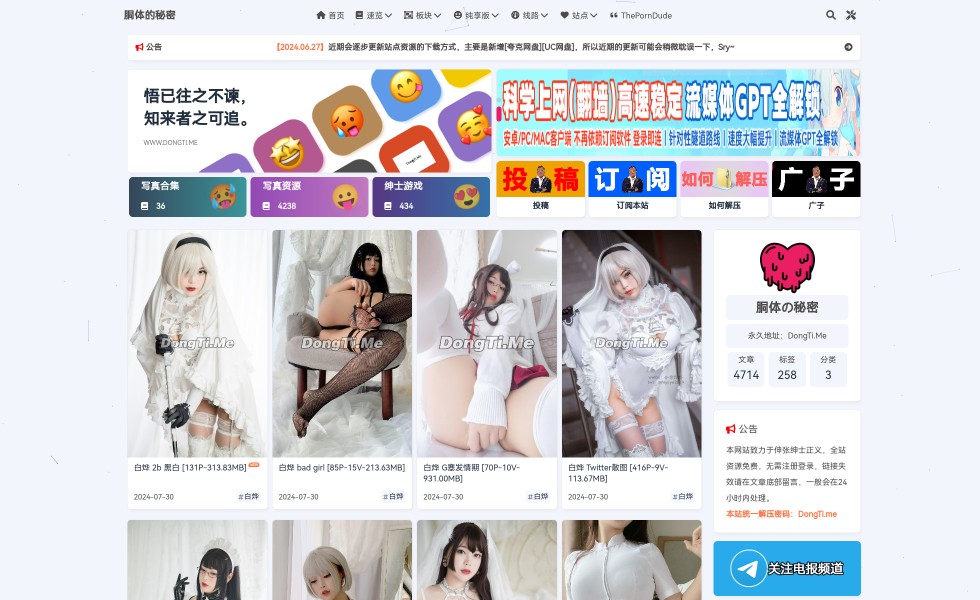 胴体的秘密
首页 速览 板块 纯享版 线路 站点 ThePornDude
公告
【2024.06.27】近期会逐步更新站点资源的下载方式，主要是新增[夸克网盘][UC网盘]，所以近期的更新可能会稍微耽误一下，Sry~
悟已往之不谏，
知来者之可追。
WWW.DONGTI.ME
DongTi.Me
科学上网(翻墙)高速稳定 流媒体GPT全解锁
安卓/PC/MAC客户端 不再依赖订阅软件 登录即连 | 针对性隧道路线 | 速度大幅提升 | 流媒体GPT全解锁
写真合集
36
写真资源
4238
绅士游戏
434
投稿
投稿
订阅
订阅本站
如何解压
如何解压
广子
广子
DongTi.Me
DongTi.Me
DongTi.Me
DongTi.Me
白烨 2b 黑白 [131P-313.83MB]
2024-07-30 #白烨
白烨 bad girl [85P-15V-213.63MB]
2024-07-30 #白烨
白烨 G塞发情期 [70P-10V-
931.00MB]
2024-07-30 #白烨
白烨 Twitter散图 [416P-9V-
113.67MB]
2024-07-30 #白烨
胴体の秘密
永久地址：DongTi.Me
文章 标签 分类
4714 258 3
公告
本网站致力于伸张绅士正义，全站
资源免费，无需注册登录，链接失
效请在文章底部留言，一般会在24
小时内处理。
本站统一解压密码：DongTi.me
关注电报频道